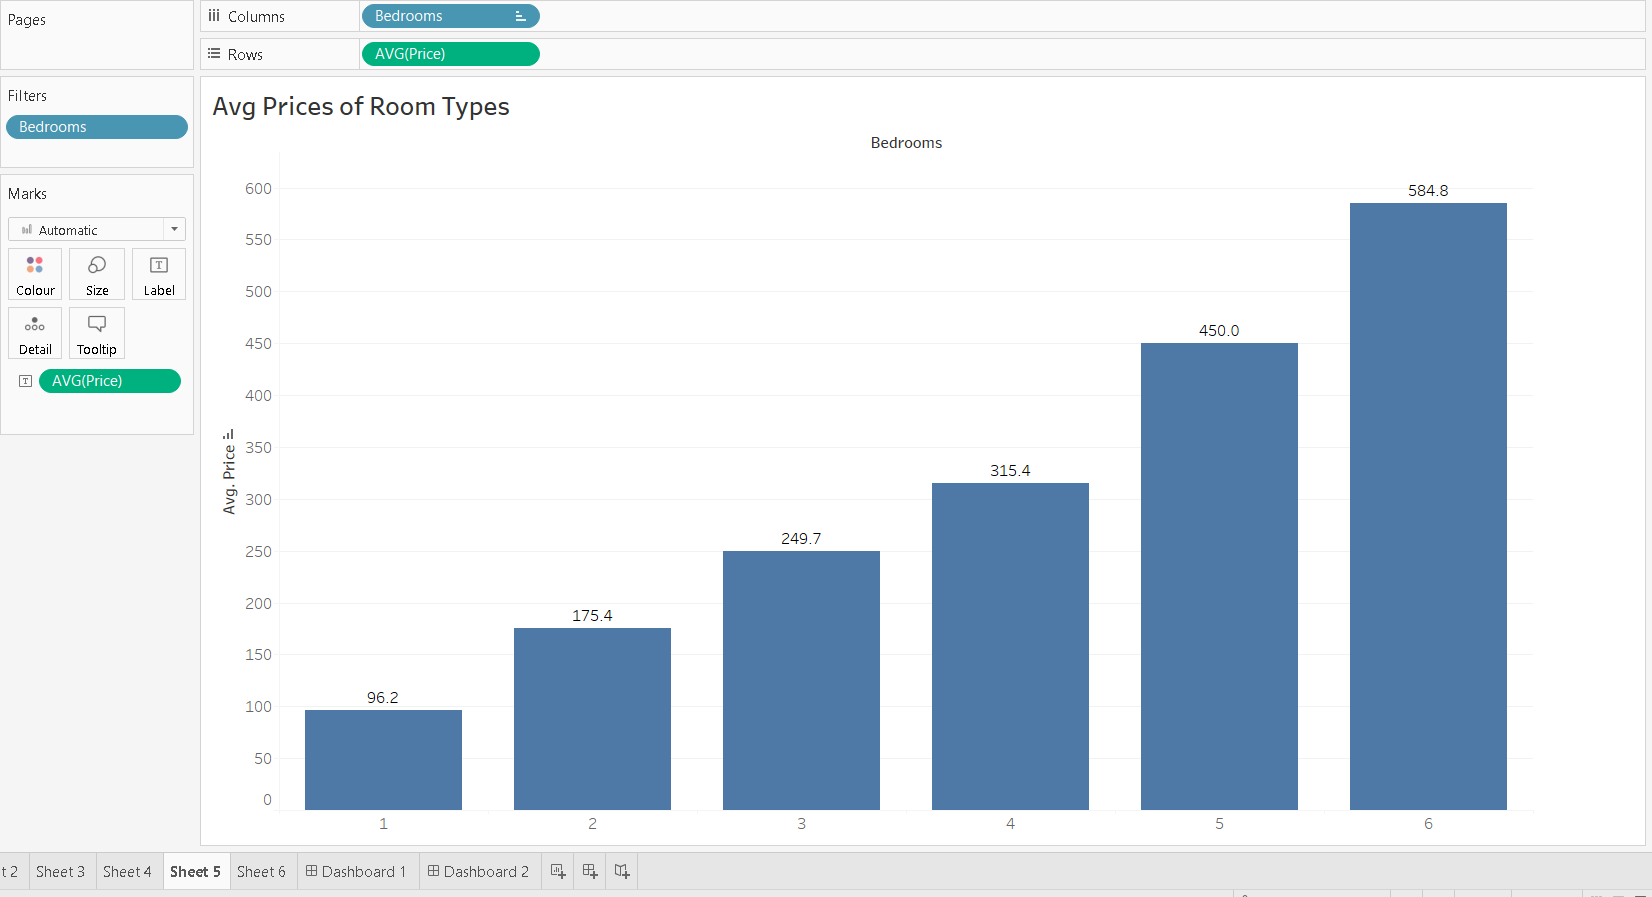 Pages
Columns
Bedrooms
Rows
AVG(Price)
Filters
Bedrooms
Marks
Automatic
Colour
Size
Label
Detail
Tooltip
AVG(Price)
Avg Prices of Room Types
Bedrooms
Avg. Price
600
550
500
450
400
350
300
250
200
150
100
50
0
96.2
175.4
249.7
315.4
450.0
584.8
1 2 3 4 5 6
t 2 Sheet 3 Sheet 4 Sheet 5 Sheet 6 Dashboard 1 Dashboard 2